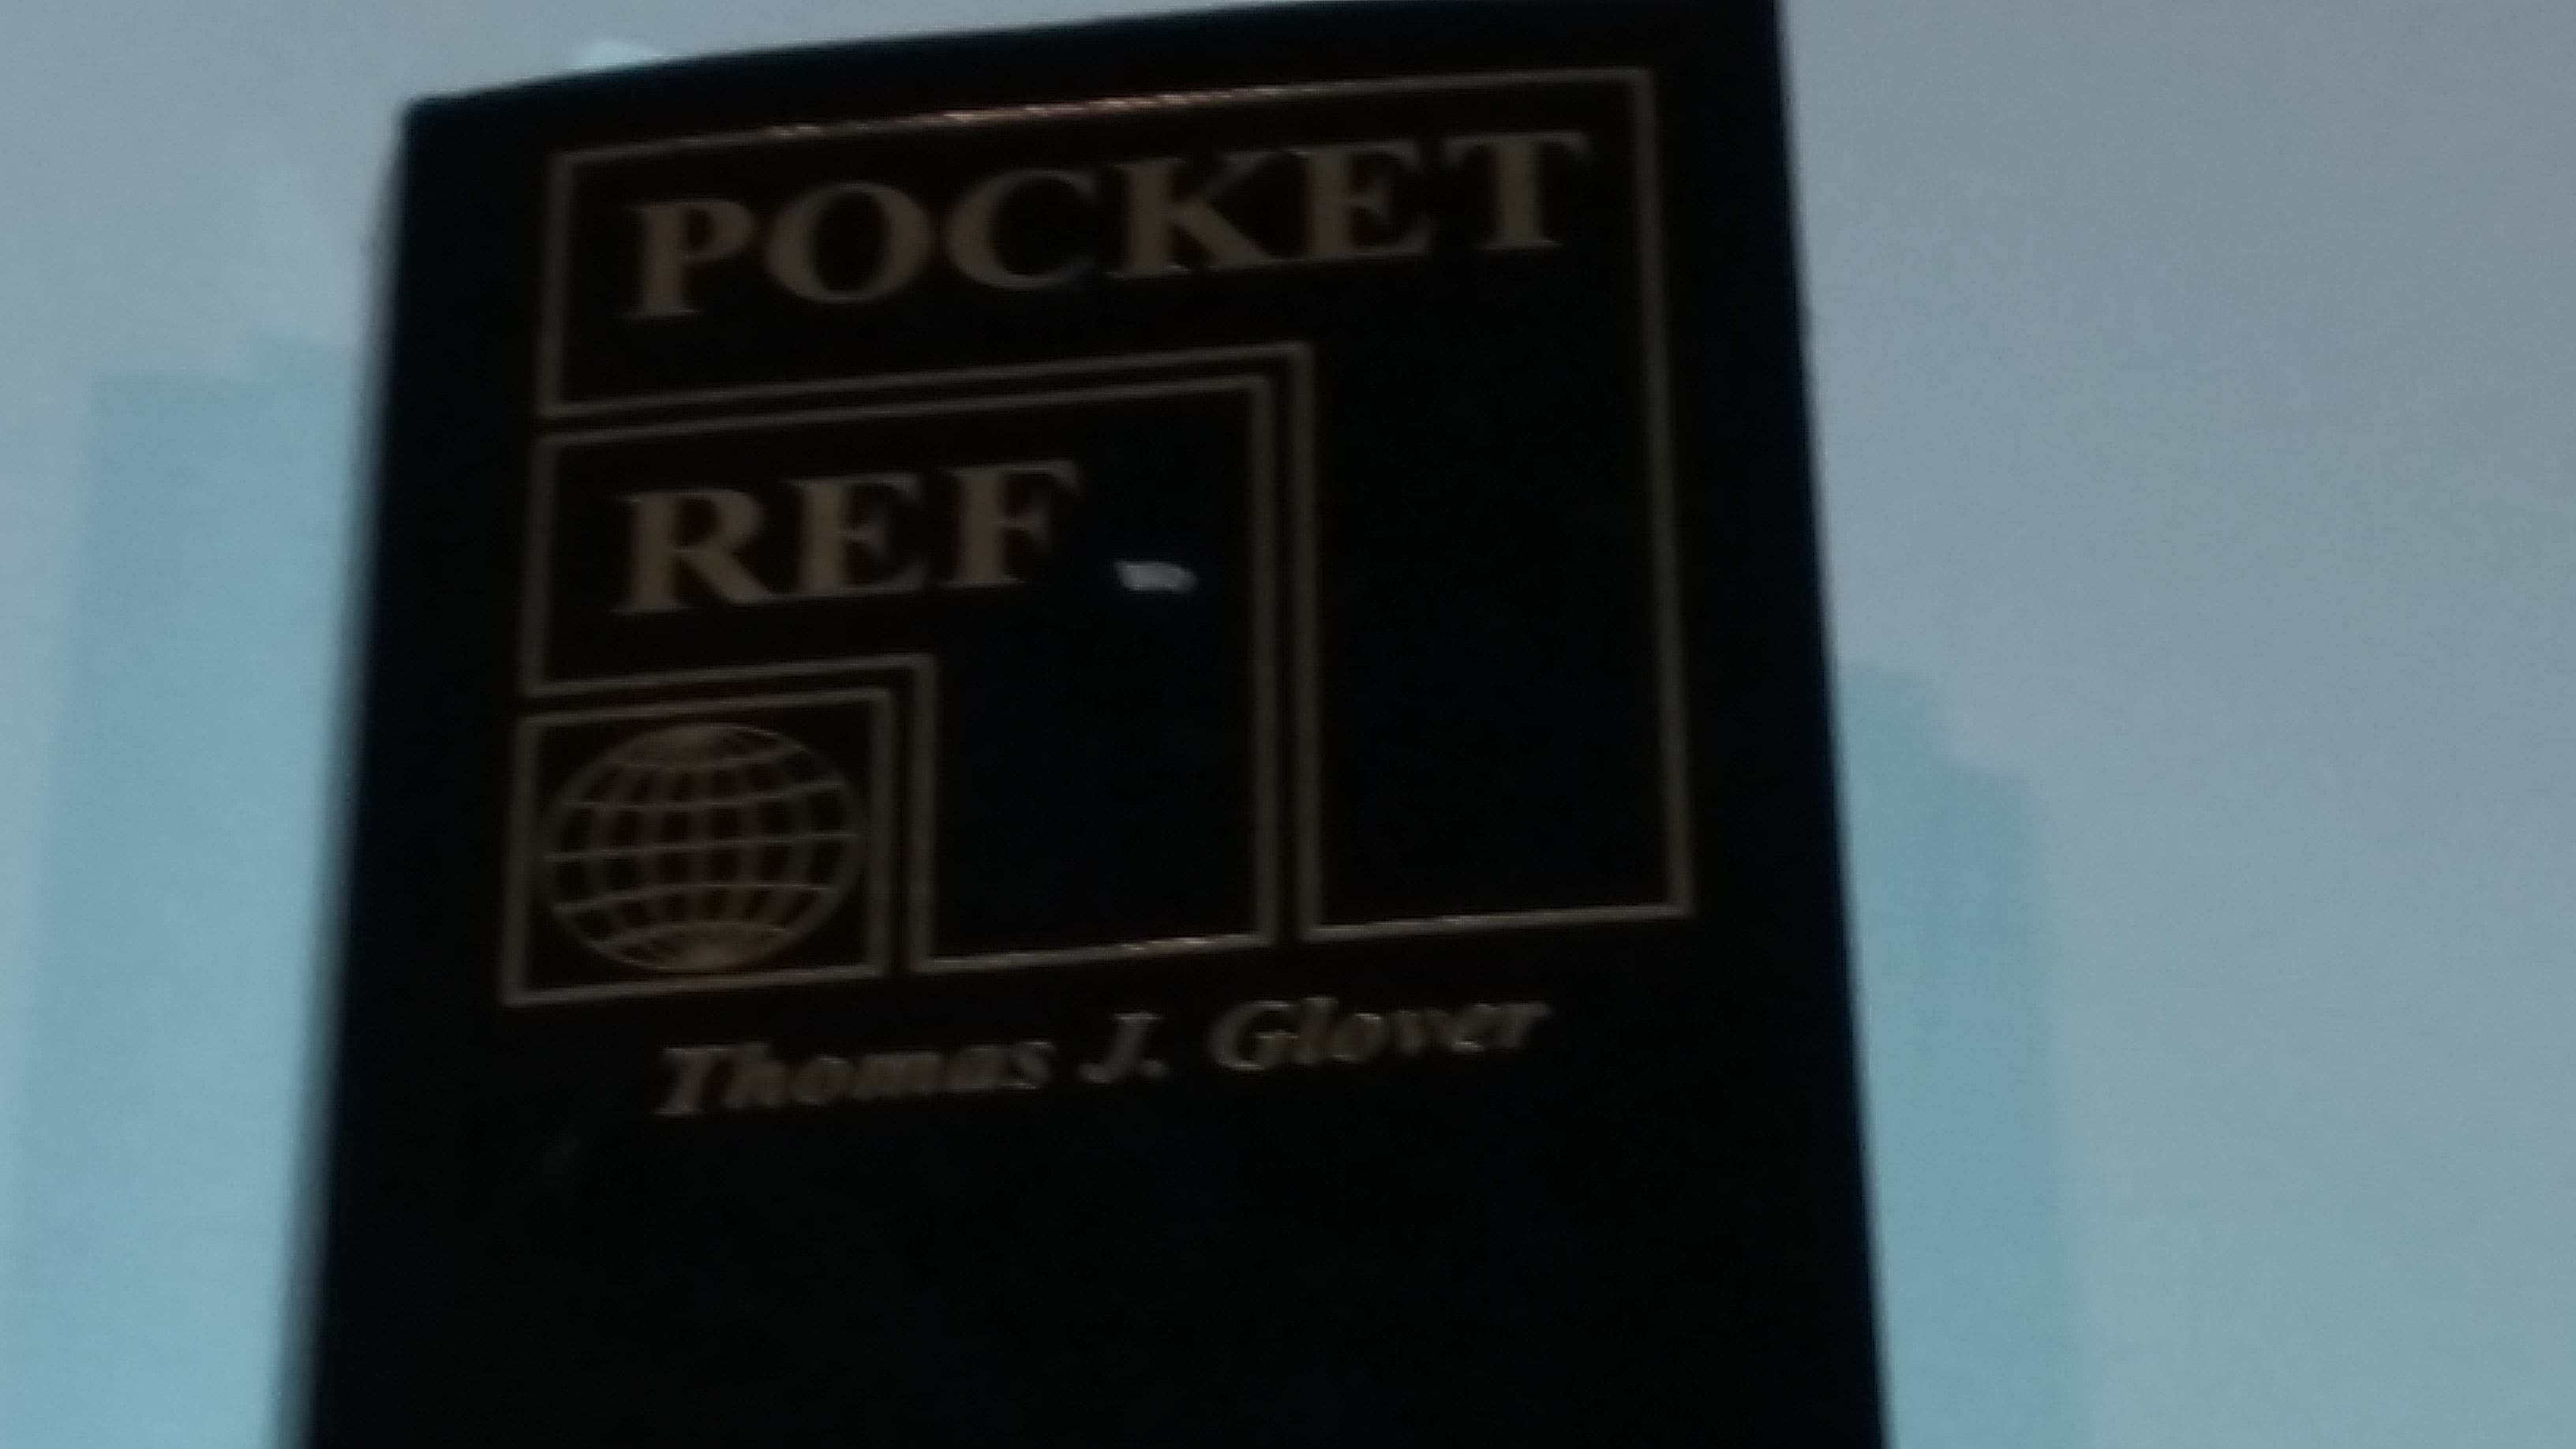 POCKET
REF
Thomas J. Glover